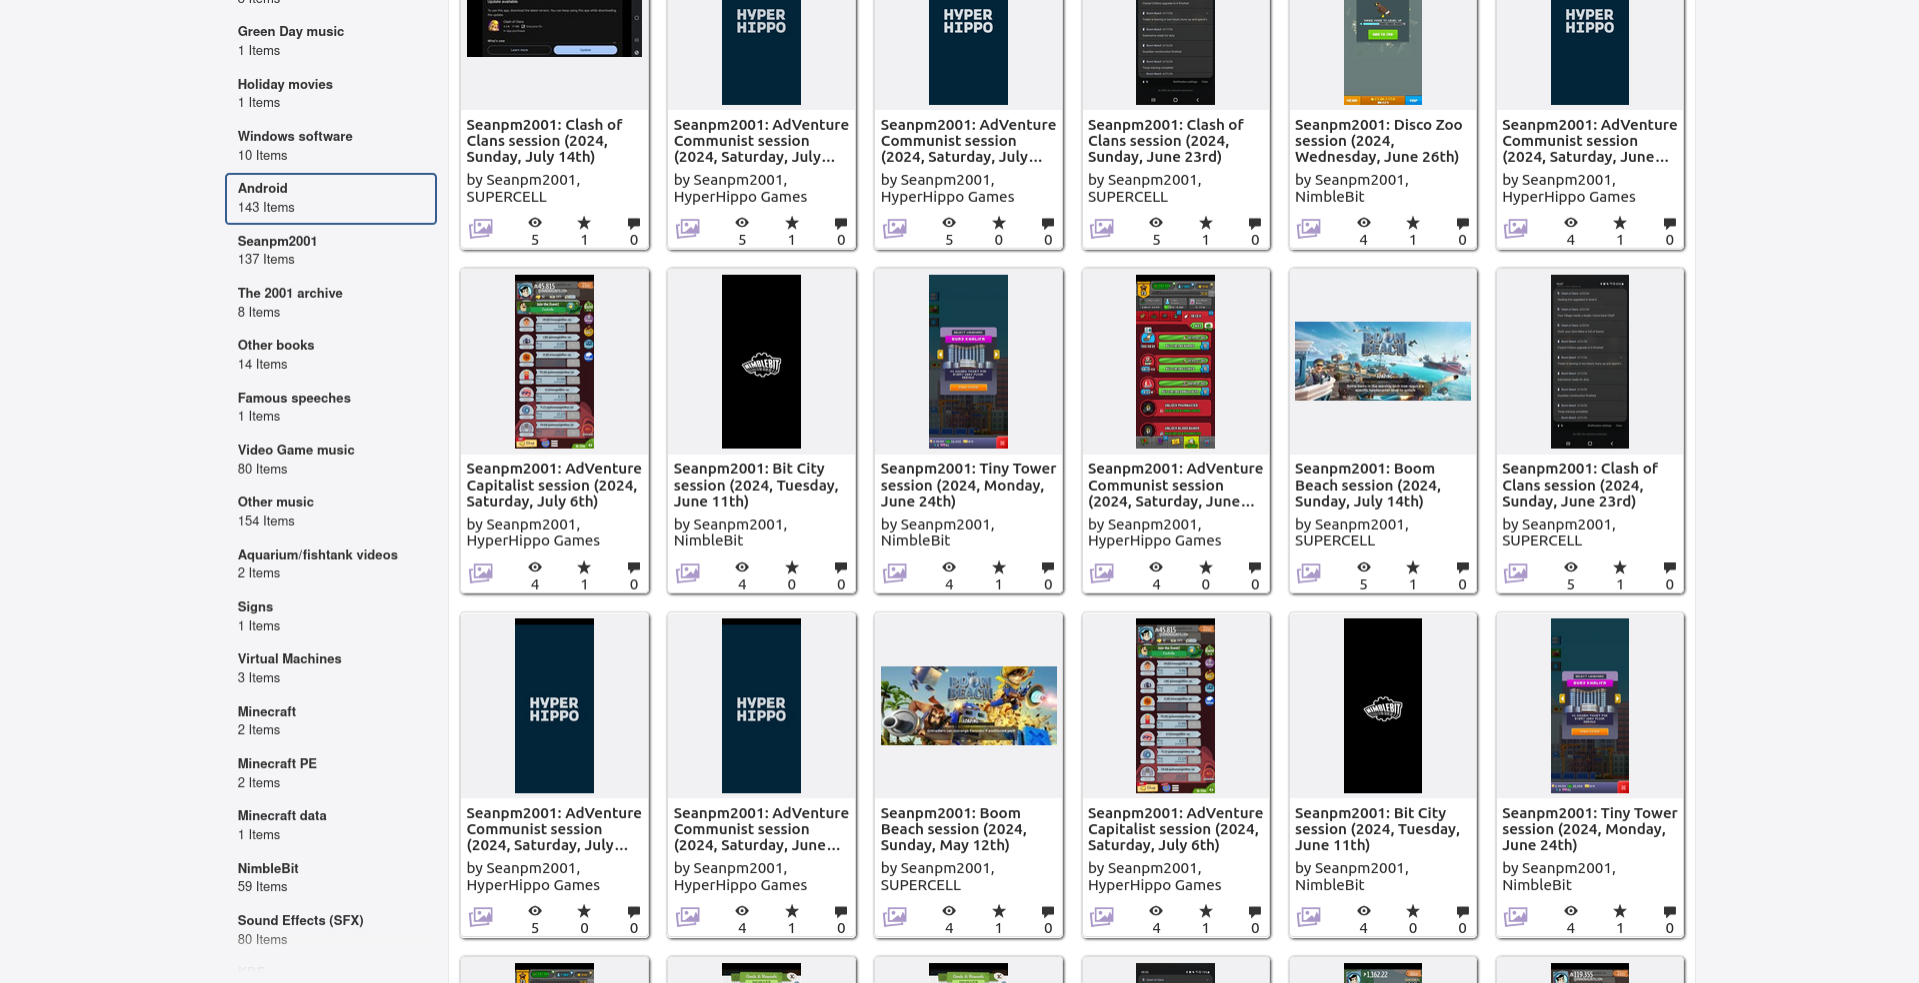 Green Day music
1 Items
Holiday movies
1 Items
Windows software
10 Items
Android
143 Items
Seanpm2001
137 Items
The 2001 archive
8 Items
Other books
14 Items
Famous speeches
1 Items
Video Game music
80 Items
Other music
154 Items
Aquarium/fishtank videos
2 Items
Signs
1 Items
Virtual Machines
3 Items
Minecraft
2 Items
Minecraft PE
2 Items
Minecraft data
1 Items
NimbleBit
59 Items
Sound Effects (SFX)
80 Items
HYPER
HIPPO
HYPER
HIPPO
HYPER
HIPPO
Seanpm2001: Clash of
Clans session (2024,
Sunday, July 14th)
by Seanpm2001,
SUPERCELL
5 1 0
Seanpm2001: AdVenture
Communist session
(2024, Saturday, July...
by Seanpm2001,
HyperHippo Games
5 1 0
Seanpm2001: AdVenture
Communist session
(2024, Saturday, July...
by Seanpm2001,
HyperHippo Games
5 0 0
Seanpm2001: Clash of
Clans session (2024,
Sunday, June 23rd)
by Seanpm2001,
SUPERCELL
5 1 0
Seanpm2001: Disco Zoo
session (2024,
Wednesday, June 26th)
by Seanpm2001,
NimbleBit
4 1 0
Seanpm2001: AdVenture
Communist session
(2024, Saturday, June...
by Seanpm2001,
HyperHippo Games
4 1 0
Seanpm2001: AdVenture
Capitalist session (2024,
Saturday, July 6th)
by Seanpm2001,
HyperHippo Games
4 1 0
NIMBLEBIT
Seanpm2001: Bit City
session (2024, Tuesday,
June 11th)
by Seanpm2001,
NimbleBit
4 0 0
Seanpm2001: Tiny Tower
session (2024, Monday,
June 24th)
by Seanpm2001,
NimbleBit
4 1 0
Seanpm2001: AdVenture
Communist session
(2024, Saturday, June...
by Seanpm2001,
HyperHippo Games
4 0 0
BOOM
BEACH
Seanpm2001: Boom
Beach session (2024,
Sunday, July 14th)
by Seanpm2001,
SUPERCELL
5 1 0
Seanpm2001: Clash of
Clans session (2024,
Sunday, June 23rd)
by Seanpm2001,
SUPERCELL
5 1 0
HYPER
HIPPO
Seanpm2001: AdVenture
Communist session
(2024, Saturday, July...
by Seanpm2001,
HyperHippo Games
5 0 0
HYPER
HIPPO
Seanpm2001: AdVenture
Communist session
(2024, Saturday, June...
by Seanpm2001,
HyperHippo Games
4 1 0
BOOM
BEACH
Seanpm2001: Boom
Beach session (2024,
Sunday, May 12th)
by Seanpm2001,
SUPERCELL
4 1 0
Seanpm2001: AdVenture
Capitalist session (2024,
Saturday, July 6th)
by Seanpm2001,
HyperHippo Games
4 1 0
NIMBLEBIT
Seanpm2001: Bit City
session (2024, Tuesday,
June 11th)
by Seanpm2001,
NimbleBit
4 0 0
Seanpm2001: Tiny Tower
session (2024, Monday,
June 24th)
by Seanpm2001,
NimbleBit
4 1 0